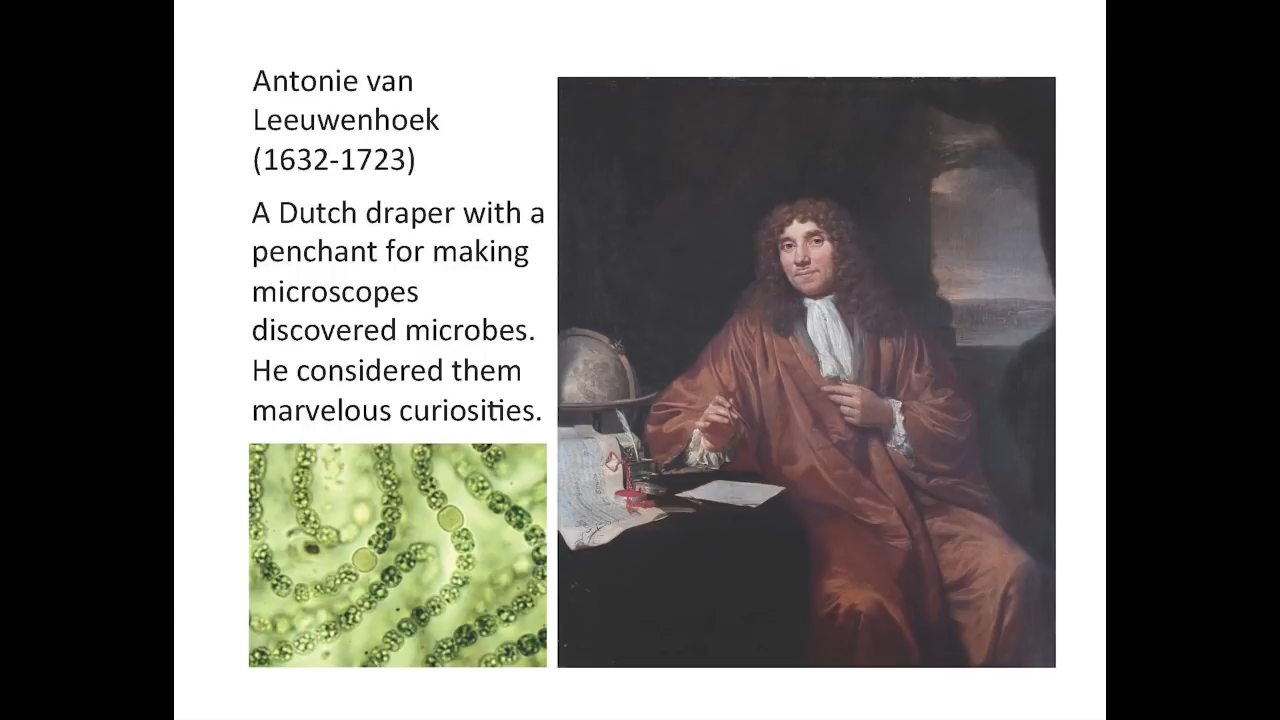 Antonie van
Leeuwenhoek
(1632-1723)
A Dutch draper with a
penchant for making
microscopes
discovered microbes.
He considered them
marvelous curiosities.